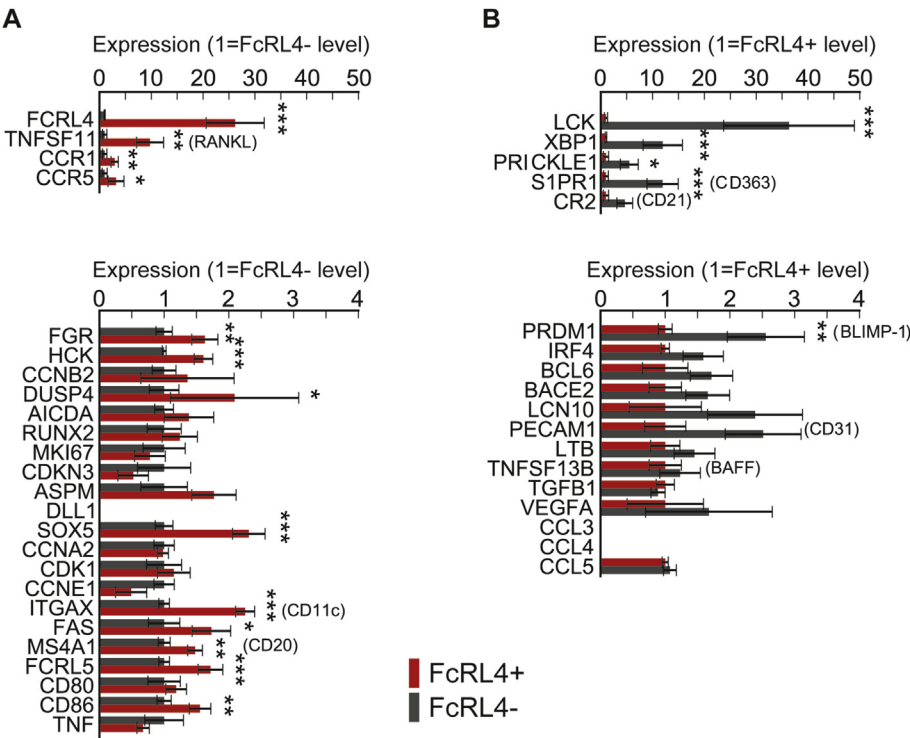 A
Expression (1=FcRL4- level)
0 10 20 30 40 50
FCRL4 ***
TNFSF11 ** (RANKL)
CCR1 **
CCR5 *
Expression (1=FcRL4- level)
0 1 2 3 4
FGR **
HCK ***
CCNB2
DUSP4 *
AICDA
RUNX2
MKI67
CDKN3
ASPM
DLL1
SOX5 ***
CCNA2
CDK1
CCNE1
ITGAX *** (CD11c)
FAS *
MS4A1 ** (CD20)
FCRL5 ***
CD80
CD86 **
TNF
B
Expression (1=FcRL4+ level)
0 10 20 30 40 50
LCK ***
XBP1 ***
PRICKLE1 *
S1PR1 *** (CD363)
CR2 (CD21)
Expression (1=FcRL4+ level)
0 1 2 3 4
PRDM1 ** (BLIMP-1)
IRF4
BCL6
BACE2
LCN10
PECAM1 (CD31)
LTB
TNFSF13B (BAFF)
TGFB1
VEGFA
CCL3
CCL4
CCL5
FcRL4+
FcRL4-